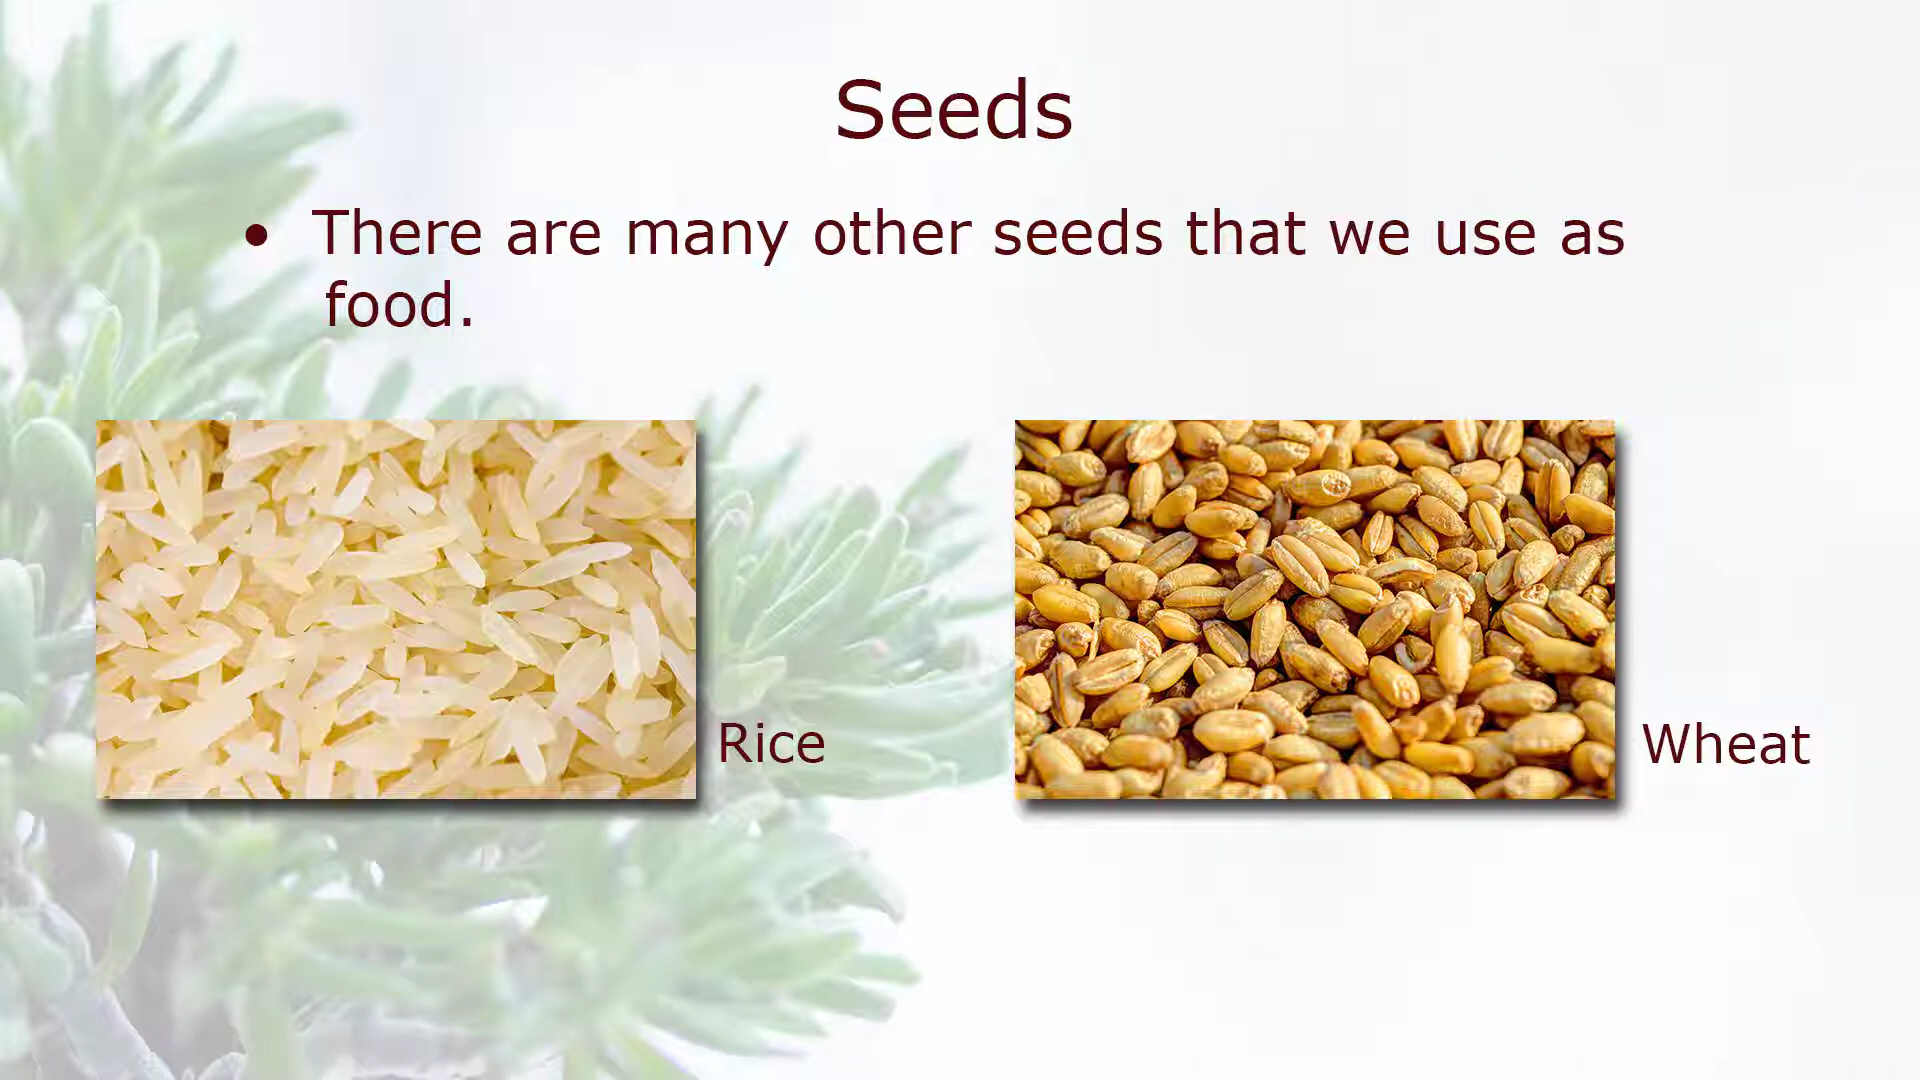 Seeds
• There are many other seeds that we use as
food.
Rice
Wheat